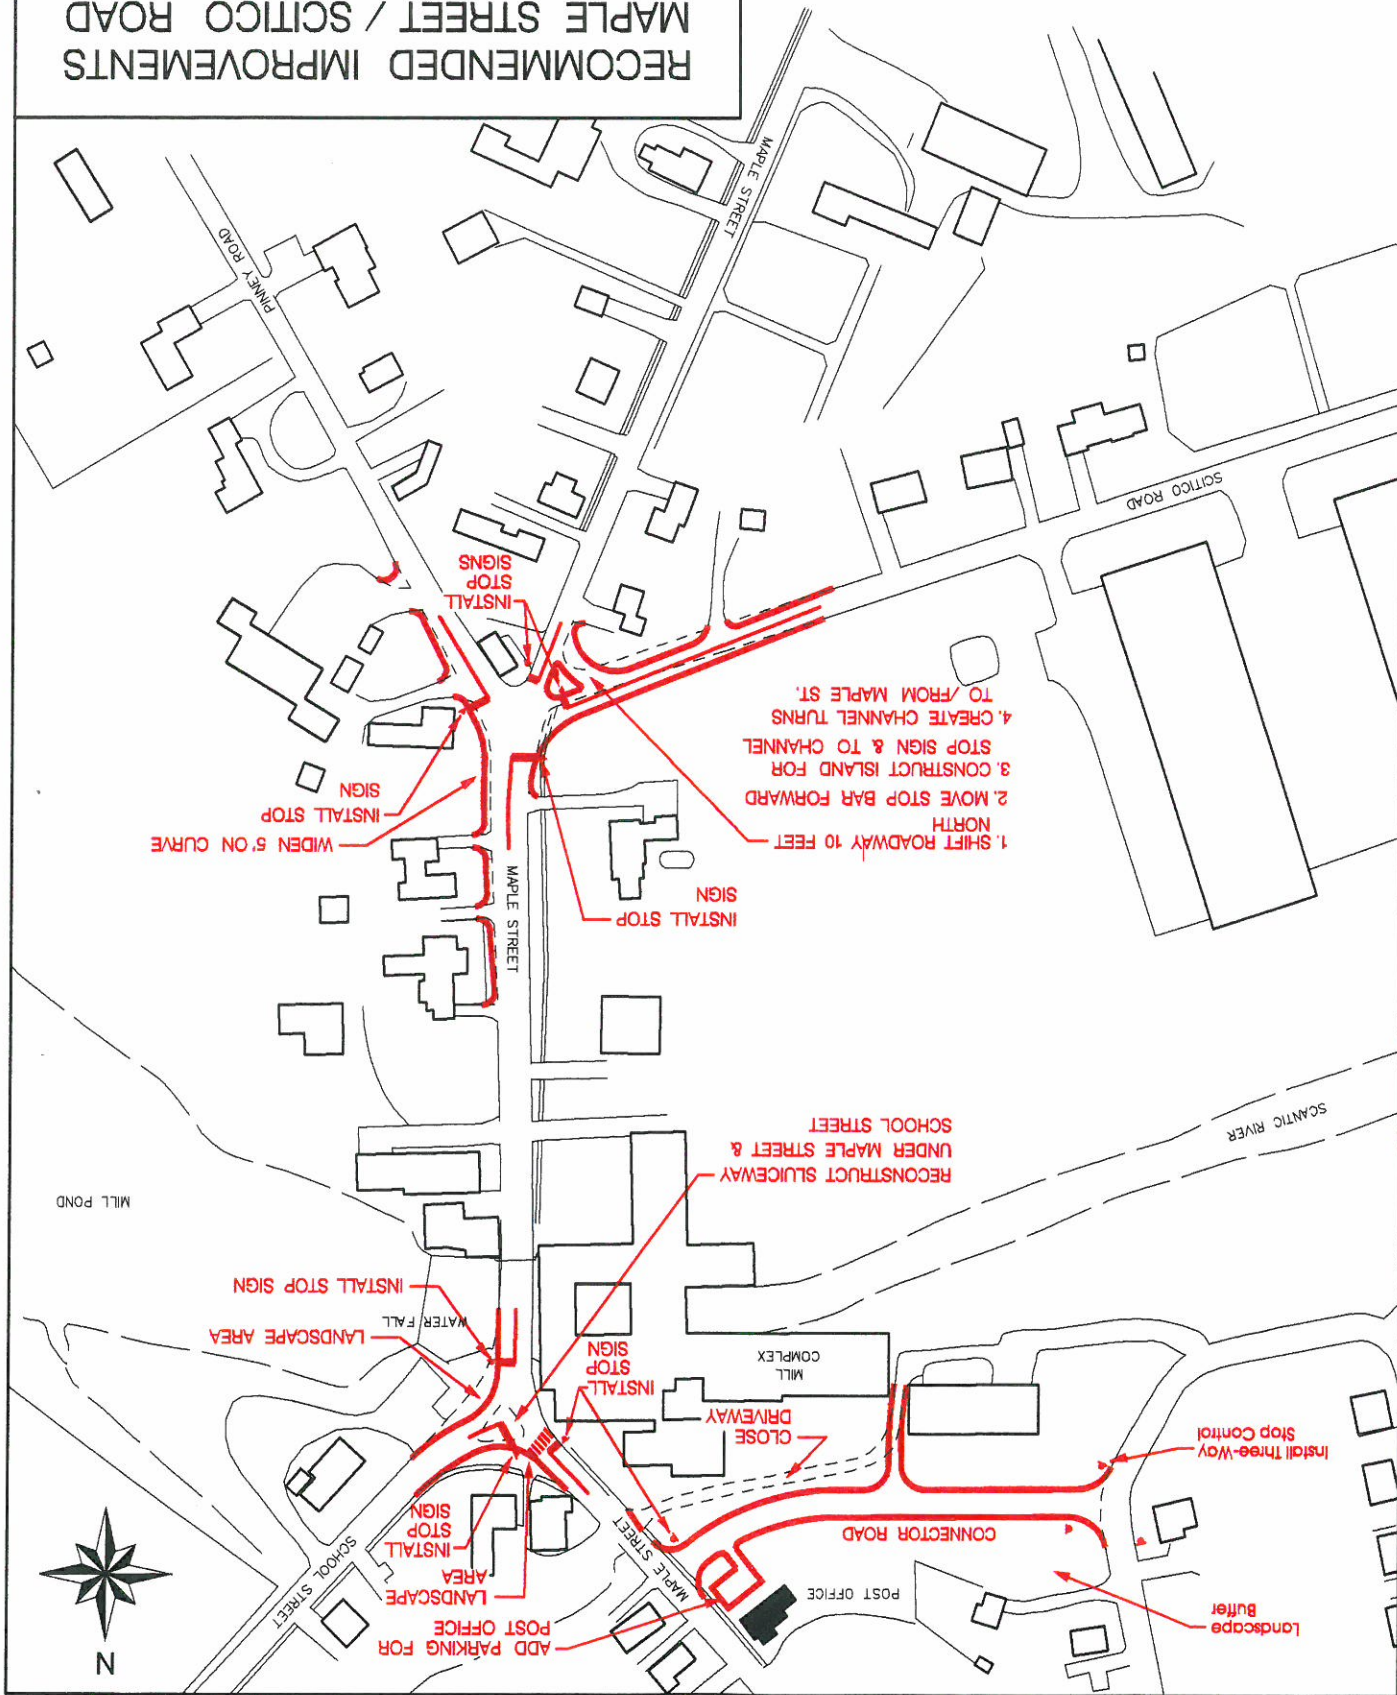 N
SCHOOL STREET
Landscape
Buffer
POST OFFICE
ADD PARKING FOR
POST OFFICE
LANDSCAPE
AREA
MAPLE STREET
CONNECTOR ROAD
INSTALL
STOP
SIGN
Install Three-Way
Stop Control
CLOSE
DRIVEWAY
INSTALL
STOP
SIGN
MILL
COMPLEX
LANDSCAPE AREA
WATER FALL
INSTALL STOP SIGN
MILL POND
RECONSTRUCT SLUICEWAY
UNDER MAPLE STREET &
SCHOOL STREET
SCANTIC RIVER
MAPLE STREET
INSTALL STOP
SIGN
WIDEN 5' ON CURVE
INSTALL STOP
SIGN
1. SHIFT ROADWAY 10 FEET
NORTH
2. MOVE STOP BAR FORWARD
3. CONSTRUCT ISLAND FOR
STOP SIGN & TO CHANNEL
4. CREATE CHANNEL TURNS
TO/FROM MAPLE ST.
INSTALL
STOP
SIGNS
SCITICO ROAD
PINNEY ROAD
MAPLE STREET
RECOMMENDED IMPROVEMENTS
MAPLE STREET / SCITICO ROAD